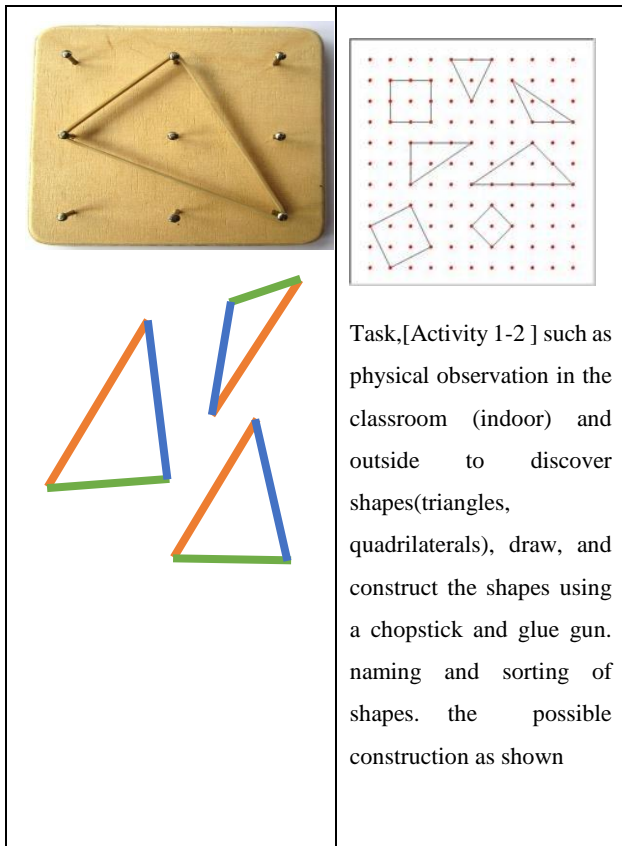 Task,[Activity 1-2 ] such as
physical observation in the
classroom (indoor) and
outside to discover
shapes(triangles,
quadrilaterals), draw, and
construct the shapes using
a chopstick and glue gun.
naming and sorting of
shapes. the possible
construction as shown